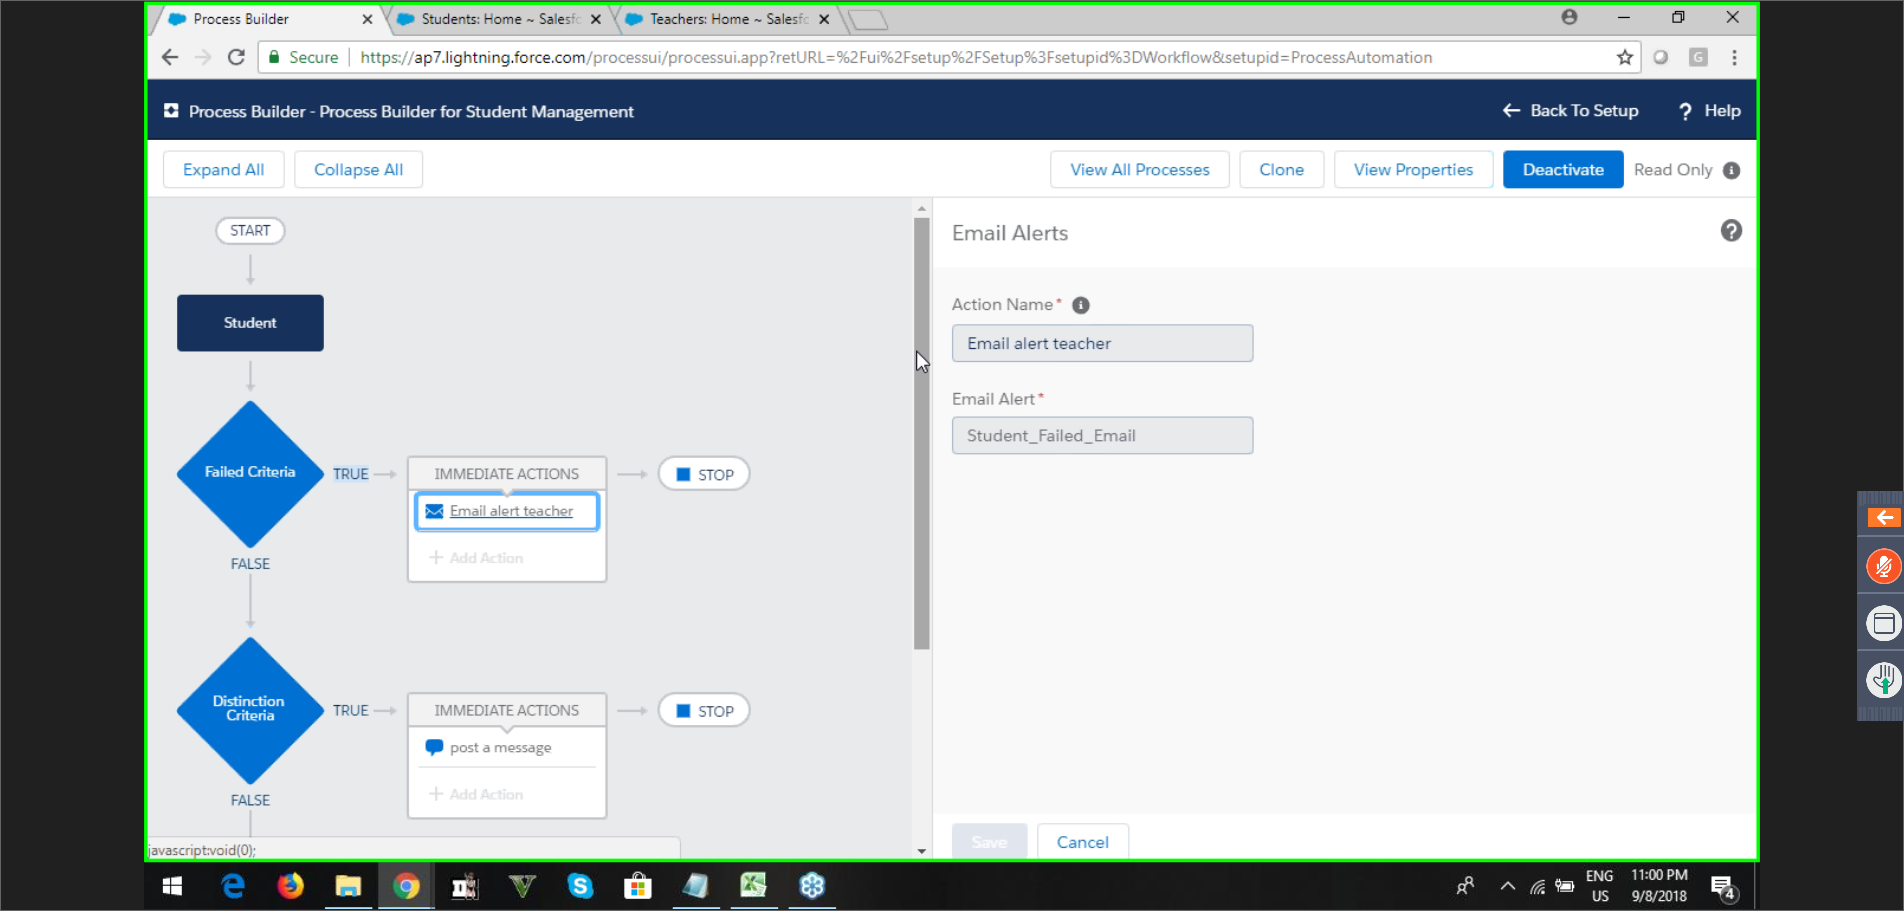 Process Builder
Students: Home ~ Salesfc
Teachers: Home ~ Salesfc
Secure
https://ap7.lightning.force.com/processui/processui.app?retURL=%2Fui%2Fsetup%2FSetup%3Fsetupid%3DWorkflow&setupid=ProcessAutomation
G
Process Builder - Process Builder for Student Management
Back To Setup
? Help
Expand All
Collapse All
View All Processes
Clone
View Properties
Deactivate
Read Only
START
Student
Failed Criteria
TRUE
IMMEDIATE ACTIONS
Email alert teacher
+ Add Action
STOP
FALSE
Distinction
Criteria
TRUE
IMMEDIATE ACTIONS
post a message
+ Add Action
STOP
FALSE
javascript:void(0);
Email Alerts
Action Name*
Email alert teacher
Email Alert*
Student_Failed_Email
Save
Cancel
ENG
US
11:00 PM
9/8/2018
4